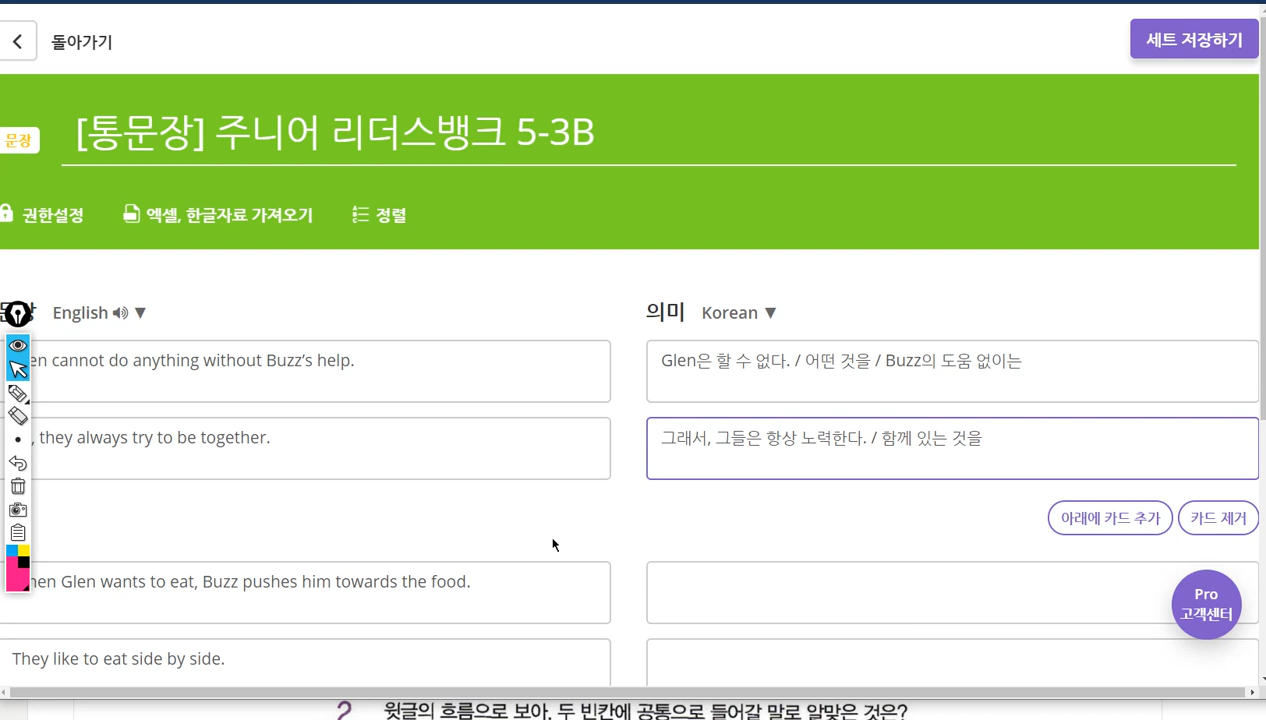 돌아가기
세트 저장하기
문장
[통문장] 주니어 리더스뱅크 5-3B
권한설정
엑셀, 한글자료 가져오기
정렬
English ▼
의미 Korean ▼
cannot do anything without Buzz’s help.
Glen은 할 수 없다. / 어떤 것을 / Buzz의 도움 없이는
, they always try to be together.
그래서, 그들은 항상 노력한다. / 함께 있는 것을
아래에 카드 추가
카드 제거
Glen wants to eat, Buzz pushes him towards the food.
Pro
고객센터
They like to eat side by side.
2 윗글의 흐름으로 보아, 두 빈칸에 공통으로 들어갈 말로 알맞은 것은?